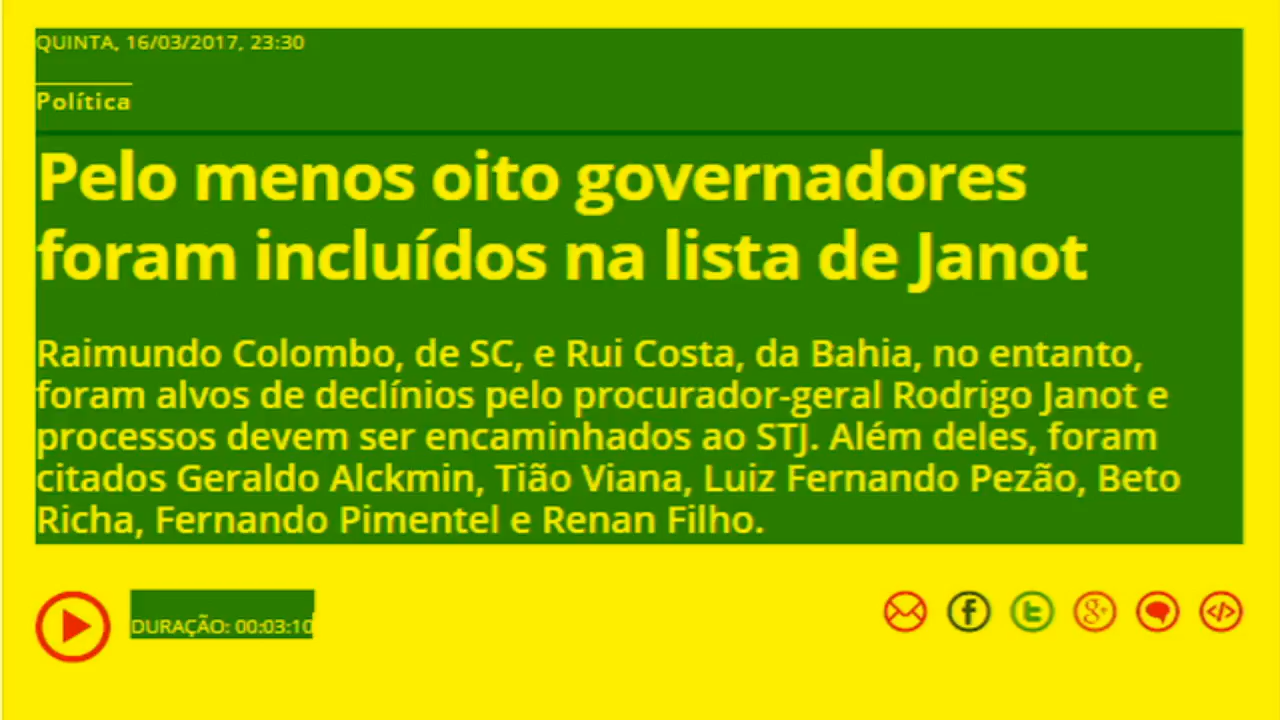 QUINTA, 16/03/2017, 23:30
Política
Pelo menos oito governadores
foram incluídos na lista de Janot
Raimundo Colombo, de SC, e Rui Costa, da Bahia, no entanto,
foram alvos de declínios pelo procurador-geral Rodrigo Janot e
processos devem ser encaminhados ao STJ. Além deles, foram
citados Geraldo Alckmin, Tião Viana, Luiz Fernando Pezão, Beto
Richa, Fernando Pimentel e Renan Filho.
DURAÇÃO: 00:03:10